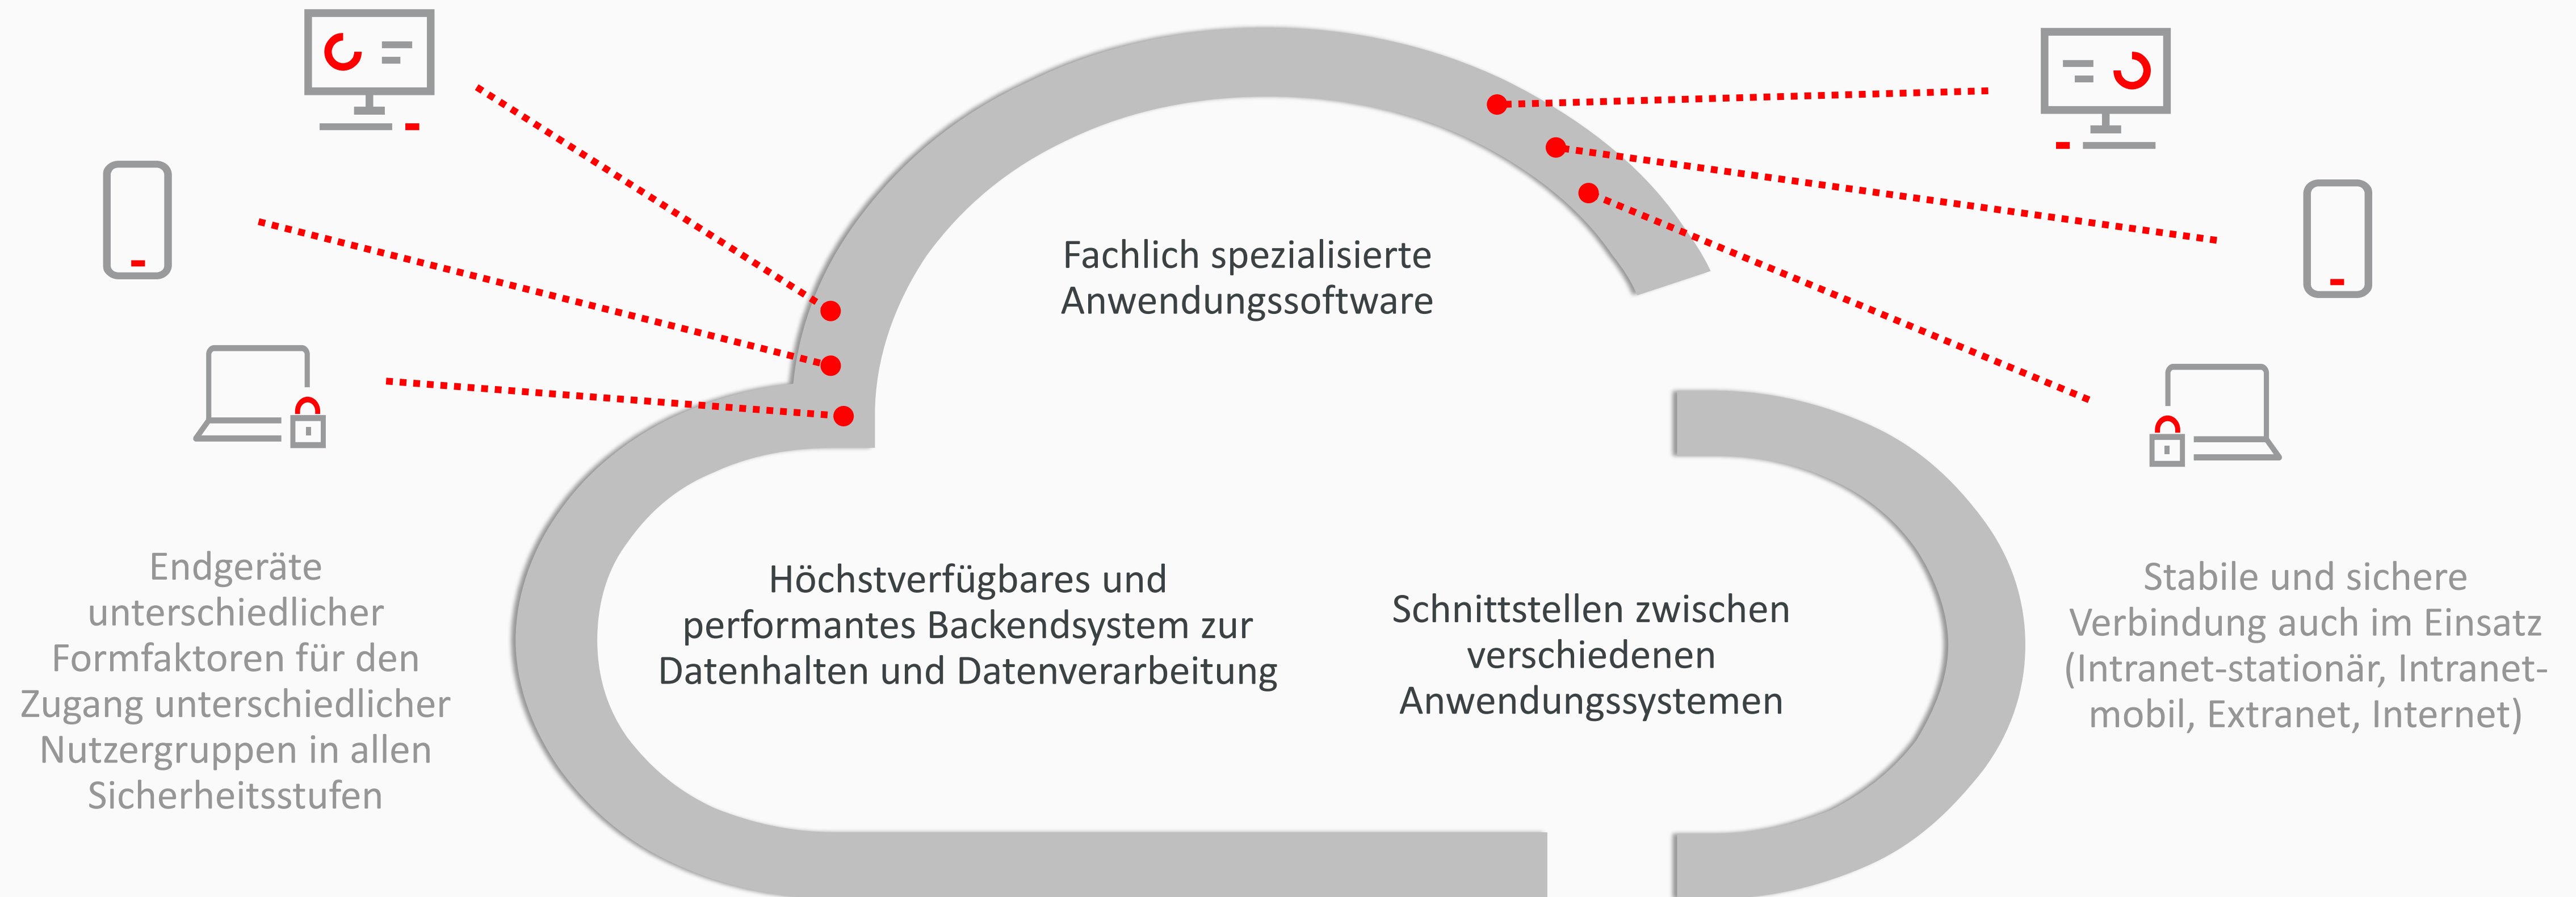 Fachlich spezialisierte
Anwendungssoftware
Endgeräte
unterschiedlicher
Formfaktoren für den
Zugang unterschiedlicher
Nutzergruppen in allen
Sicherheitsstufen
Höchstverfügbares und
performantes Backendsystem zur
Datenhalten und Datenverarbeitung
Schnittstellen zwischen
verschiedenen
Anwendungssystemen
Stabile und sichere
Verbindung auch im Einsatz
(Intranet-stationär, Intranet-
mobil, Extranet, Internet)